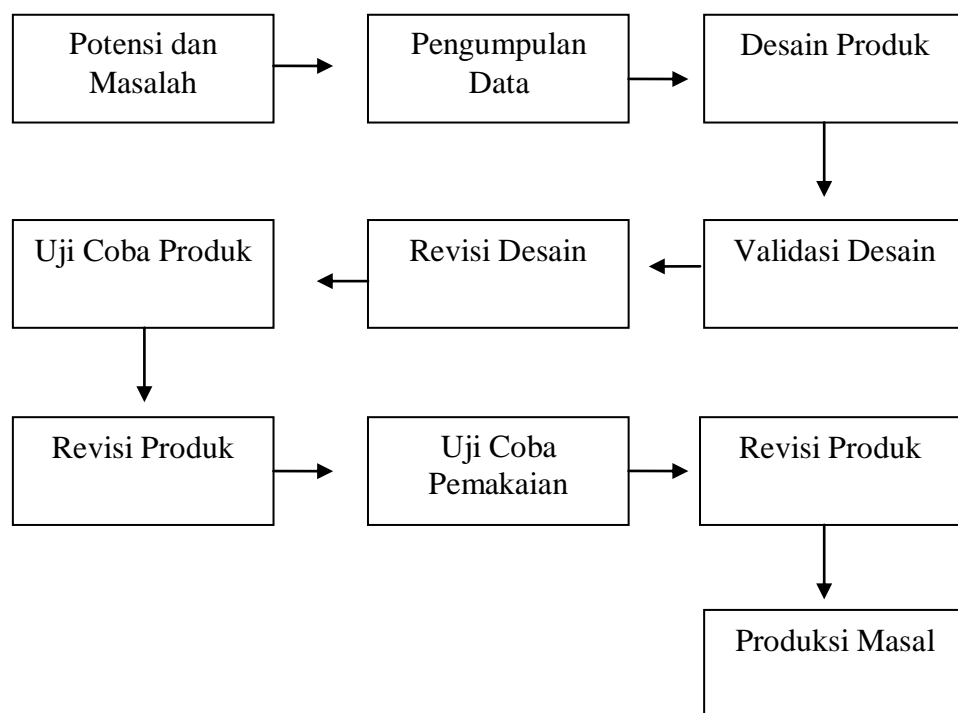 Potensi dan
Masalah
Pengumpulan
Data
Desain Produk
Validasi Desain
Revisi Desain
Uji Coba Produk
Revisi Produk
Uji Coba
Pemakaian
Revisi Produk
Produksi Masal